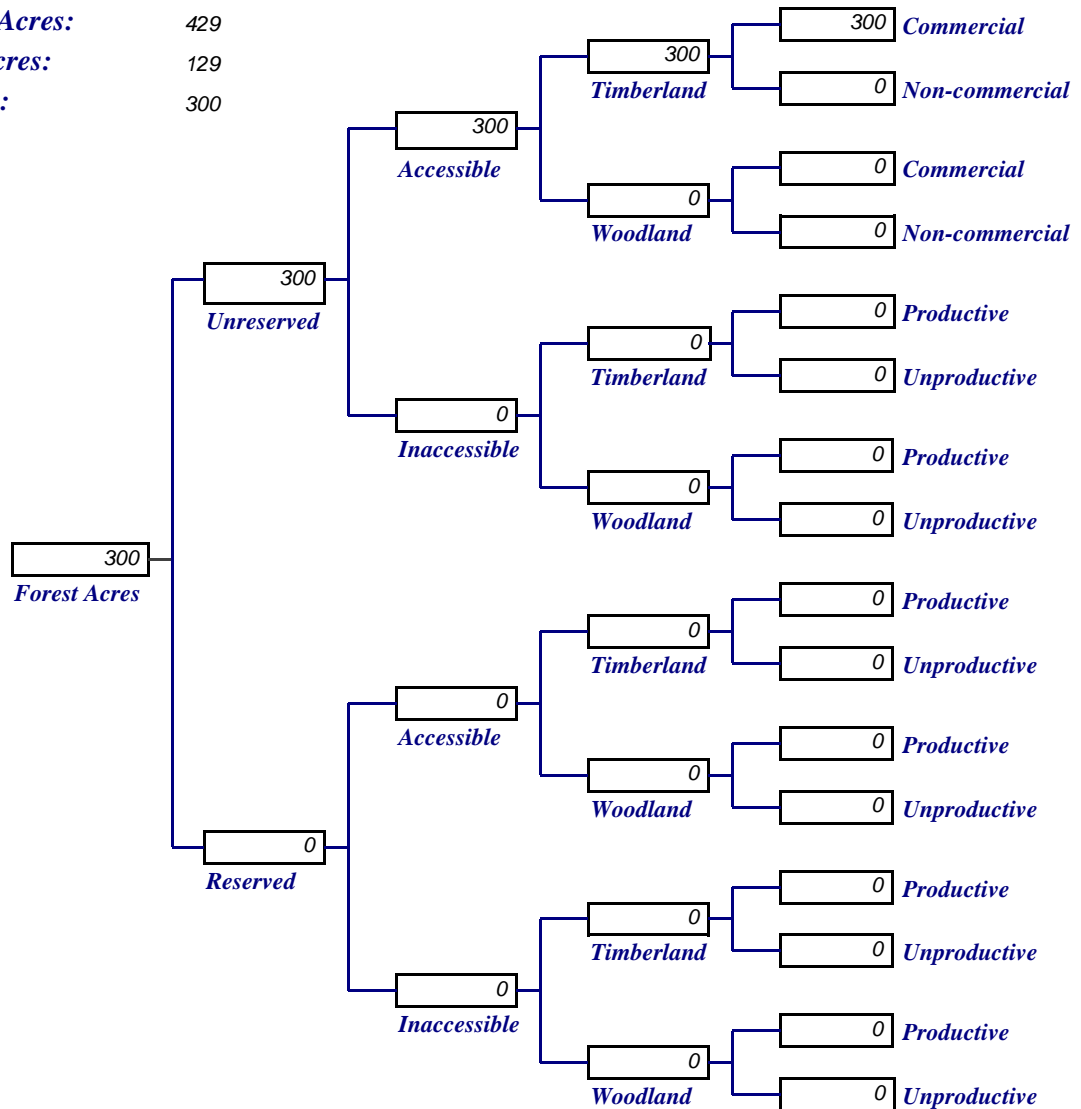 Acres: 429
cres: 129
: 300
300 Commercial
300
Timberland
0 Non-commercial
300
Accessible
0 Commercial
0
Woodland
0 Non-commercial
300
Unreserved
0 Productive
0
Timberland
0 Unproductive
0
Inaccessible
0 Productive
0
Woodland
0 Unproductive
300
Forest Acres
0 Productive
0
Timberland
0 Unproductive
0
Accessible
0 Productive
0
Woodland
0 Unproductive
0
Reserved
0 Productive
0
Timberland
0 Unproductive
0
Inaccessible
0 Productive
0
Woodland
0 Unproductive